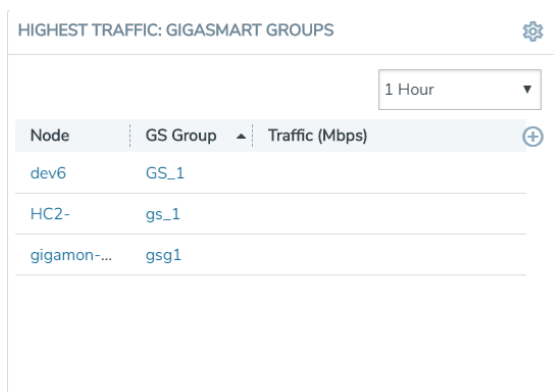 HIGHEST TRAFFIC: GIGASMART GROUPS
1 Hour
Node GS Group Traffic (Mbps)
dev6 GS_1
HC2- gs_1
gigamon-... gsg1